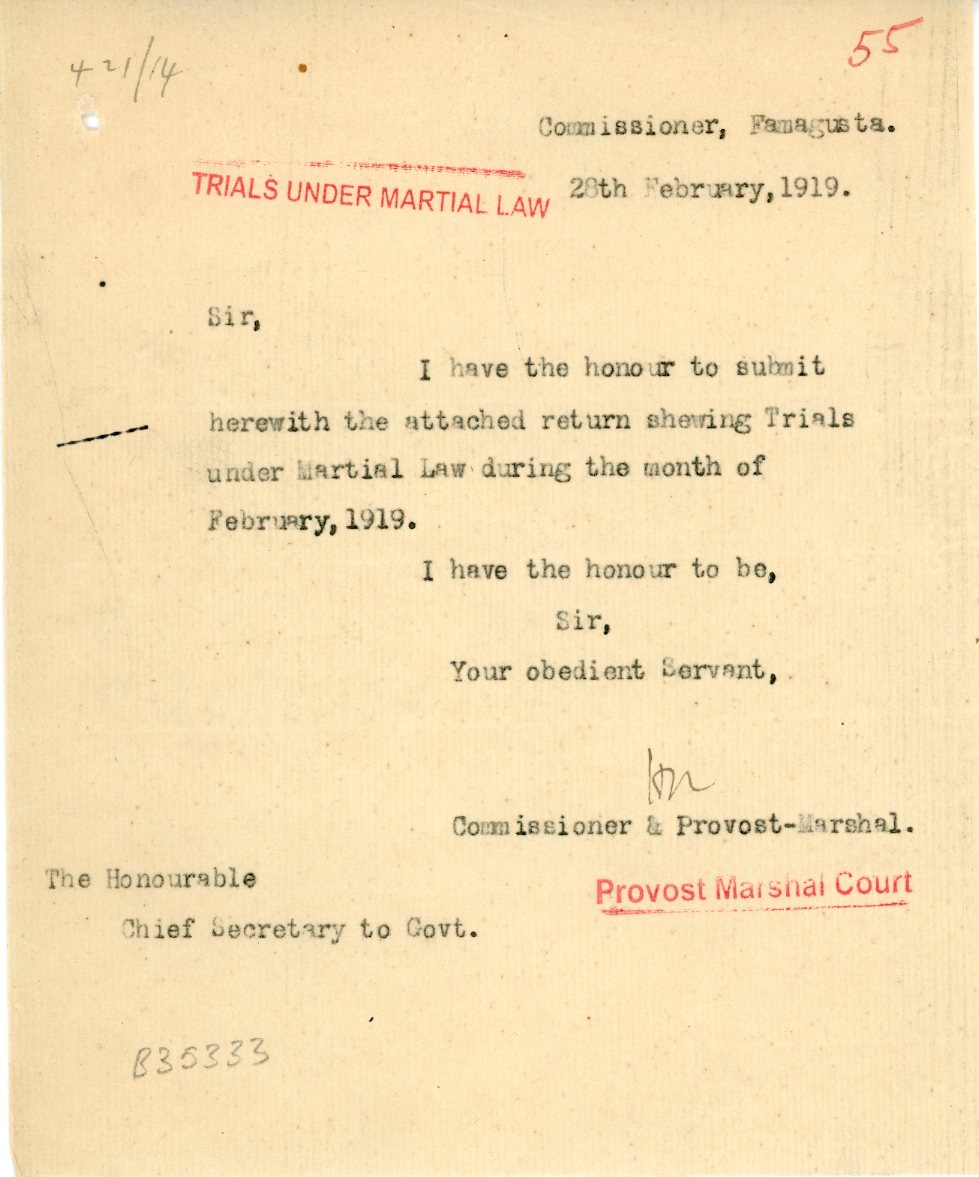 421/14
55
Commissioner, Famagusta.
TRIALS UNDER MARTIAL LAW
28th February, 1919.
Sir,
I have the honour to submit
herewith the attached return shewing Trials
under Martial Law during the month of
February, 1919.
I have the honour to be,
Sir,
Your obedient Servant,
Commissioner & Provost-Marshal.
The Honourable
Provost Marshal Court
Chief Secretary to Govt.
B35333